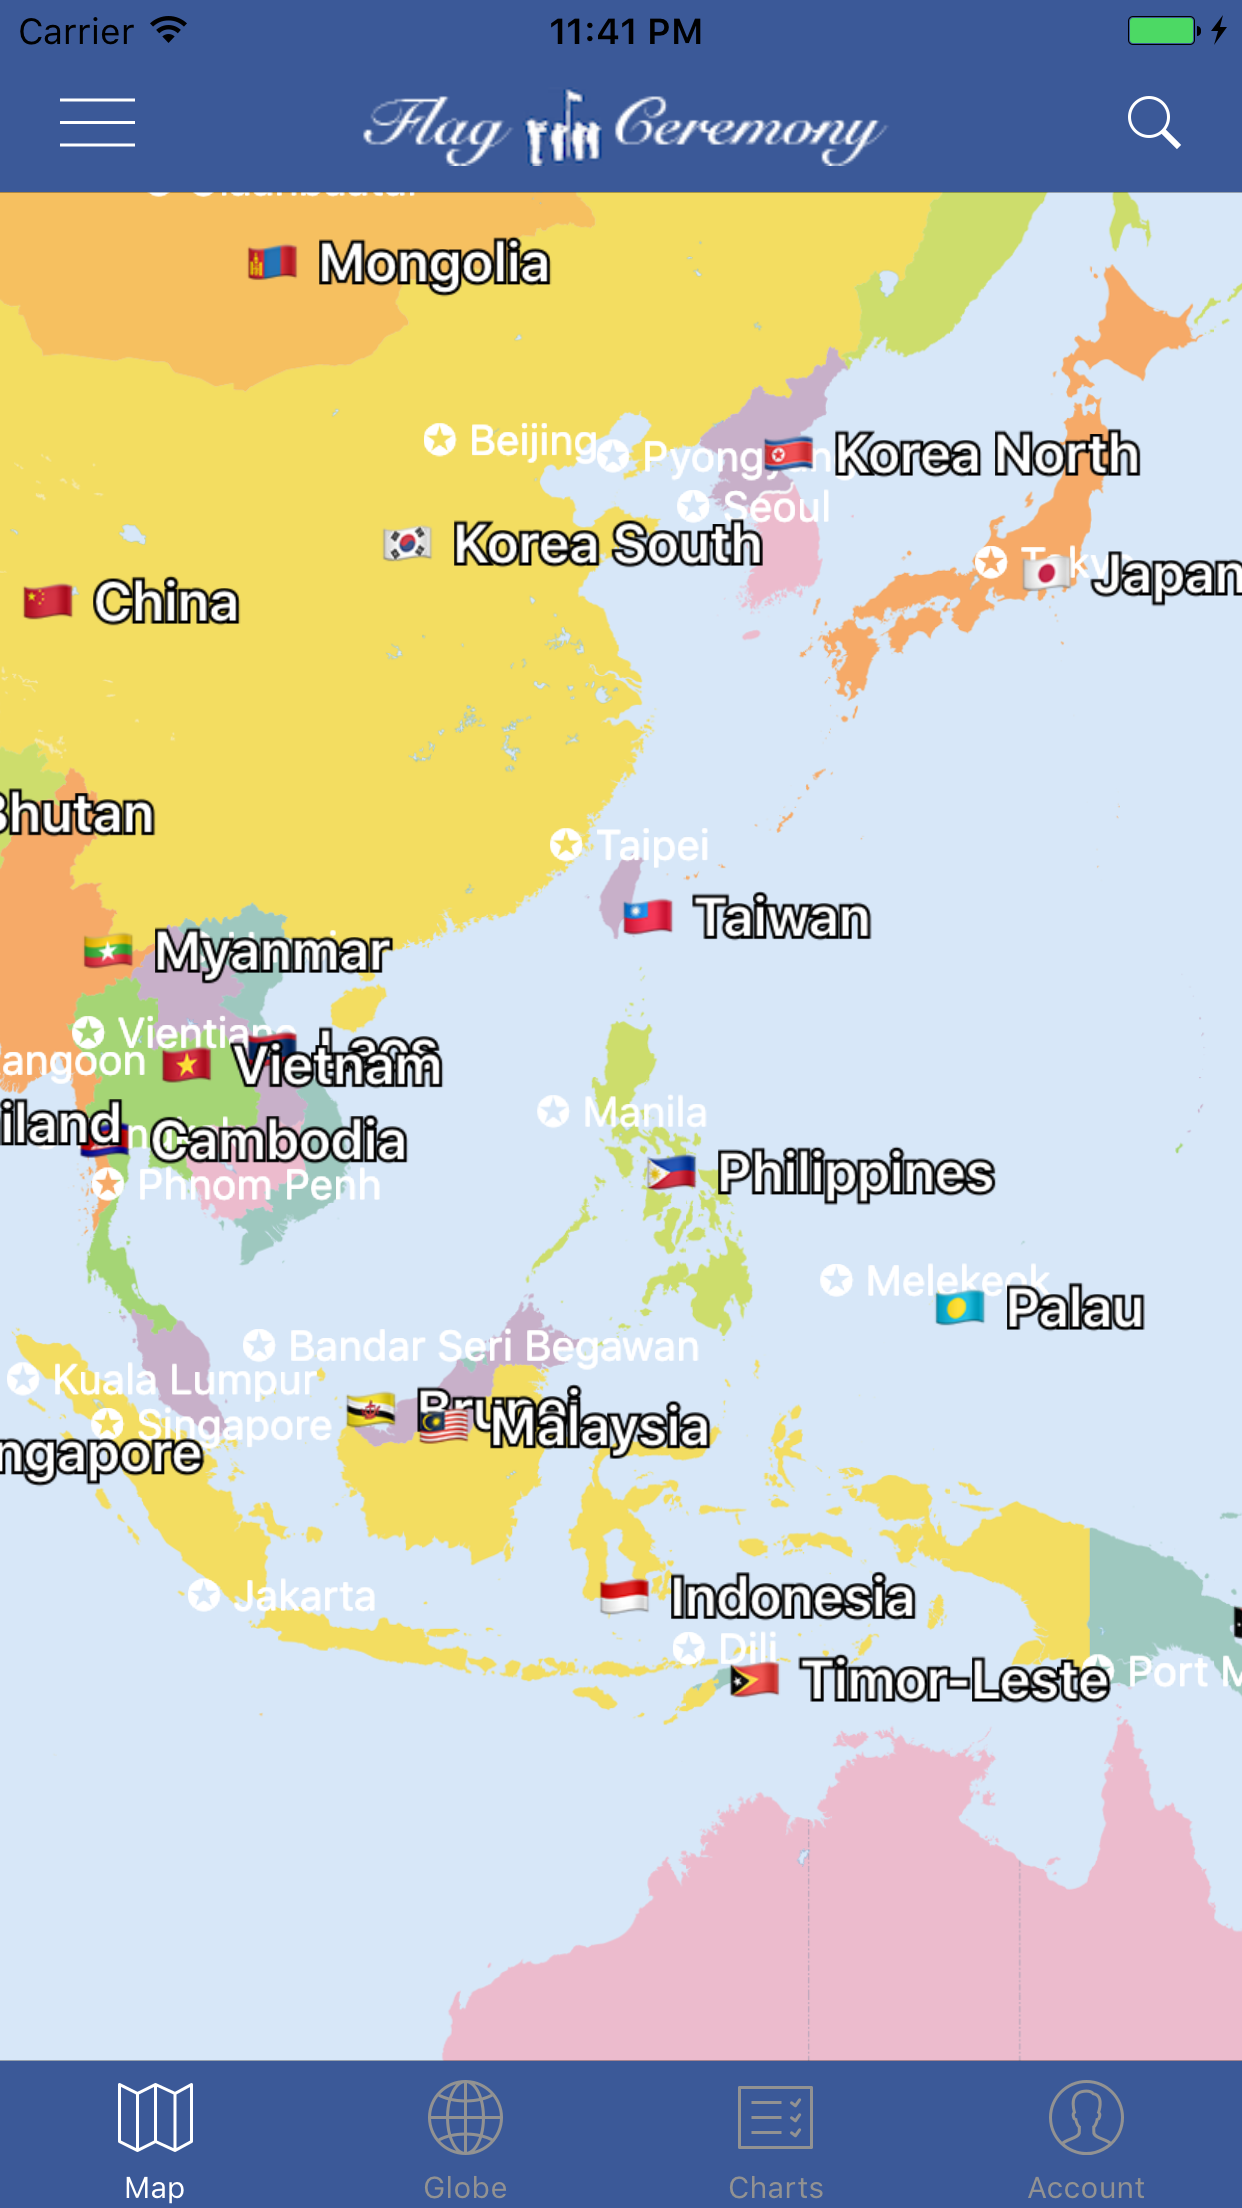 Carrier
11:41 PM
Flag Ceremony
Mongolia
Beijing
Pyongyang
Korea North
Seoul
Korea South
Tokyo
Japan
China
Bhutan
Taipei
Taiwan
Myanmar
Vientiane
Laos
angoon
Vietnam
Manila
iland
Cambodia
Phnom Penh
Philippines
Melekeok
Palau
Bandar Seri Begawan
Kuala Lumpur
Brunei
Singapore
Malaysia
ngapore
Jakarta
Indonesia
Dili
Timor-Leste
Port M
Map
Globe
Charts
Account